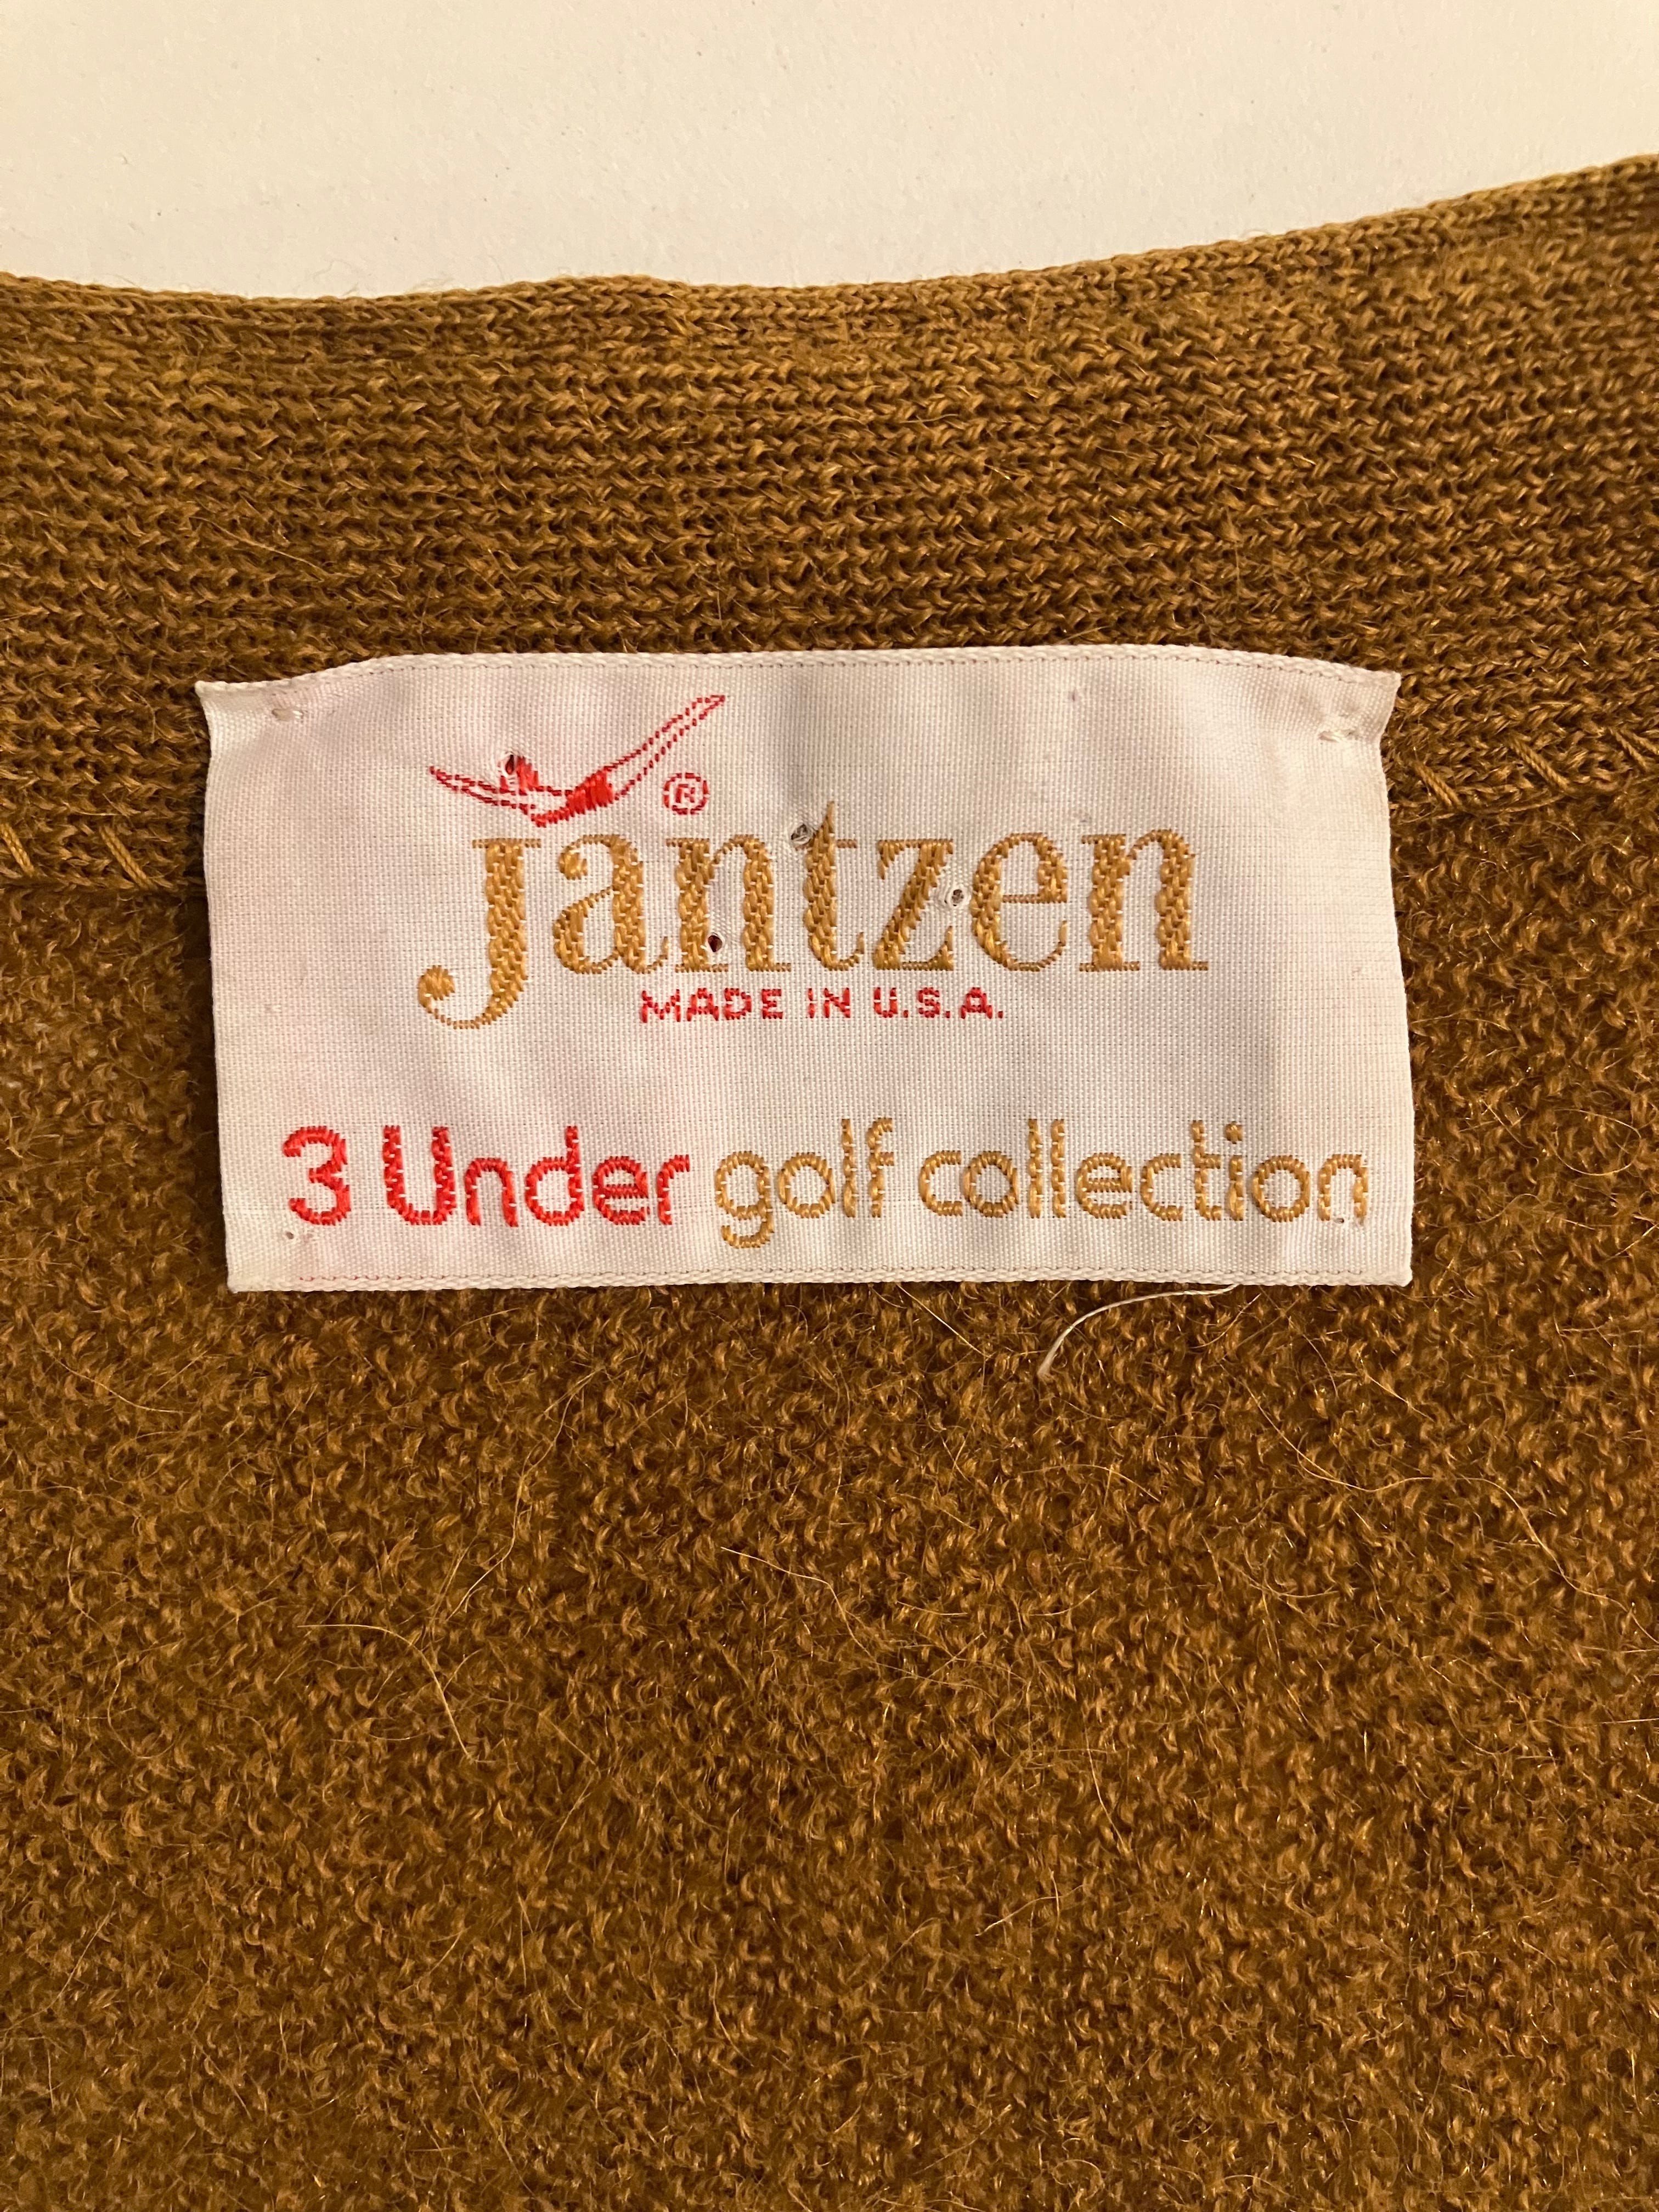 ®
jantzen
MADE IN U.S.A.
3 Under golf collection